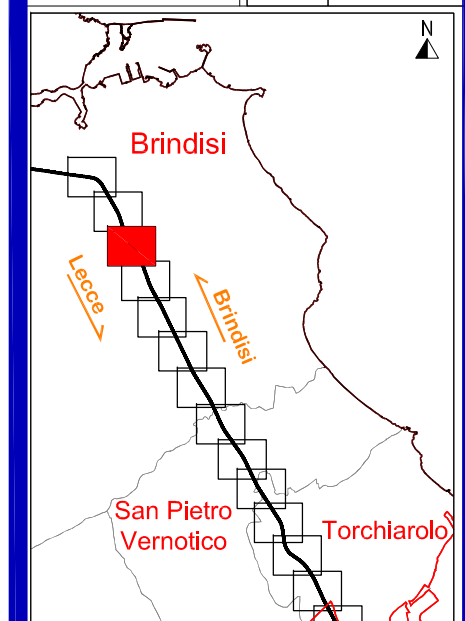 N
Brindisi
Lecce
Brindisi
San Pietro
Vernotico
Torchiarolo